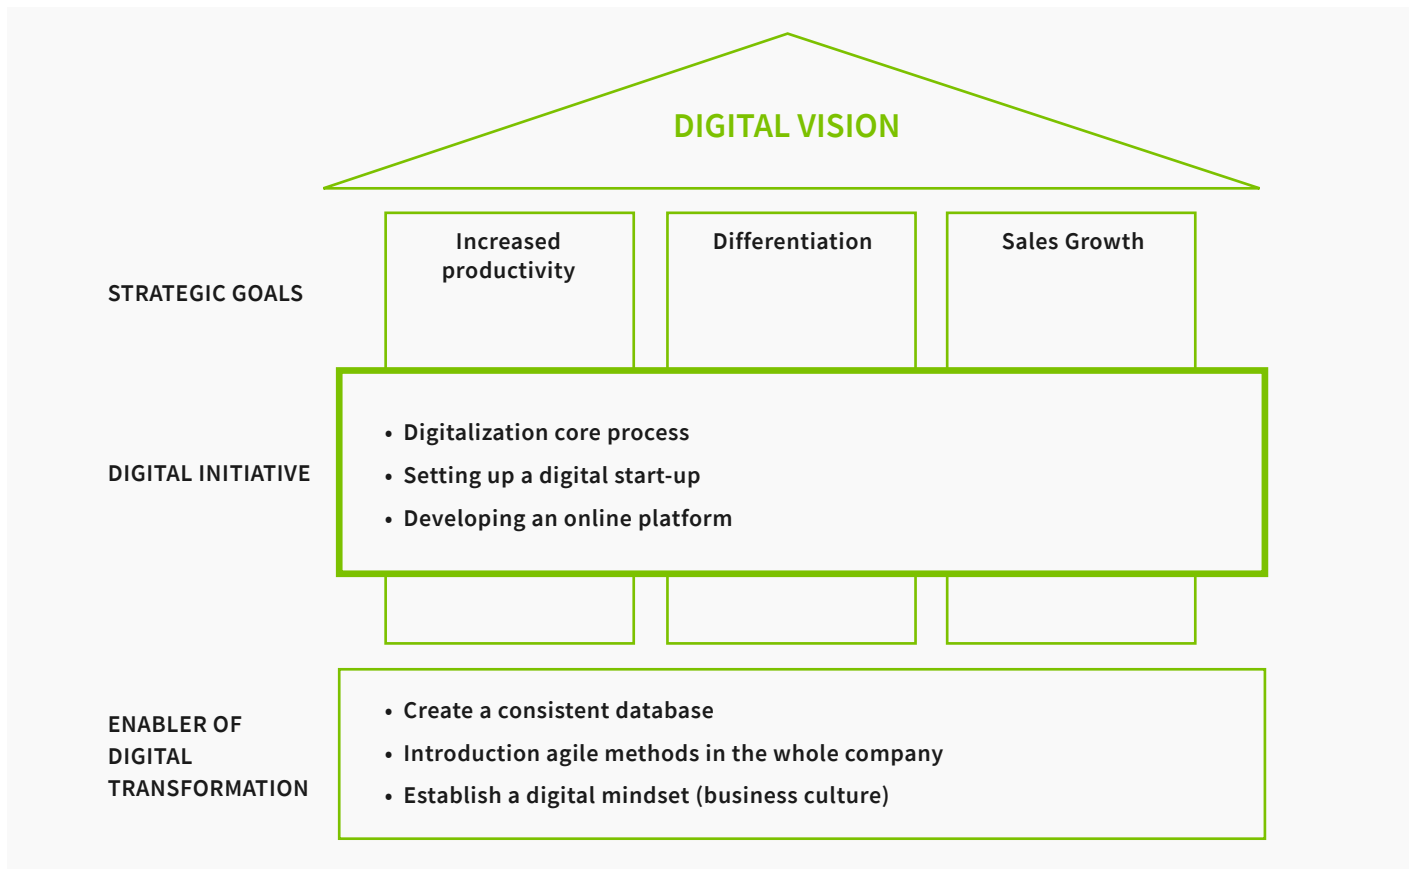 DIGITAL VISION
Increased
productivity
Differentiation
Sales Growth
STRATEGIC GOALS
DIGITAL INITIATIVE
• Digitalization core process
• Setting up a digital start-up
• Developing an online platform
ENABLER OF
DIGITAL
TRANSFORMATION
• Create a consistent database
• Introduction agile methods in the whole company
• Establish a digital mindset (business culture)